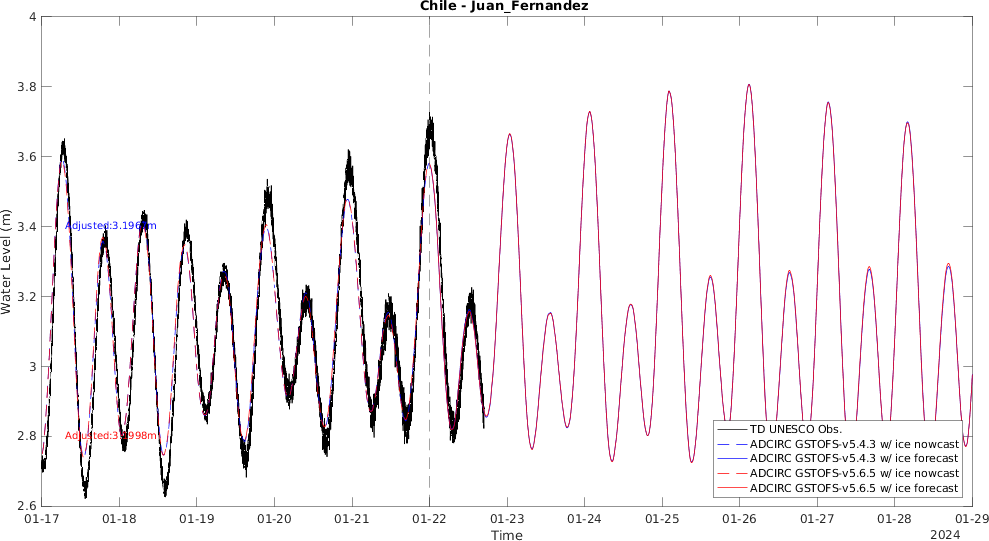 Chile - Juan_Fernandez
4
3.8
3.6
3.4
3.2
3
2.8
2.6
Water Level (m)
01-17
01-18
01-19
01-20
01-21
01-22
01-23
01-24
01-25
01-26
01-27
01-28
01-29
Time
2024
TD UNESCO Obs.
ADCIRC GSTOFS-v5.4.3 w/ ice nowcast
ADCIRC GSTOFS-v5.4.3 w/ ice forecast
ADCIRC GSTOFS-v5.6.5 w/ ice nowcast
ADCIRC GSTOFS-v5.6.5 w/ ice forecast